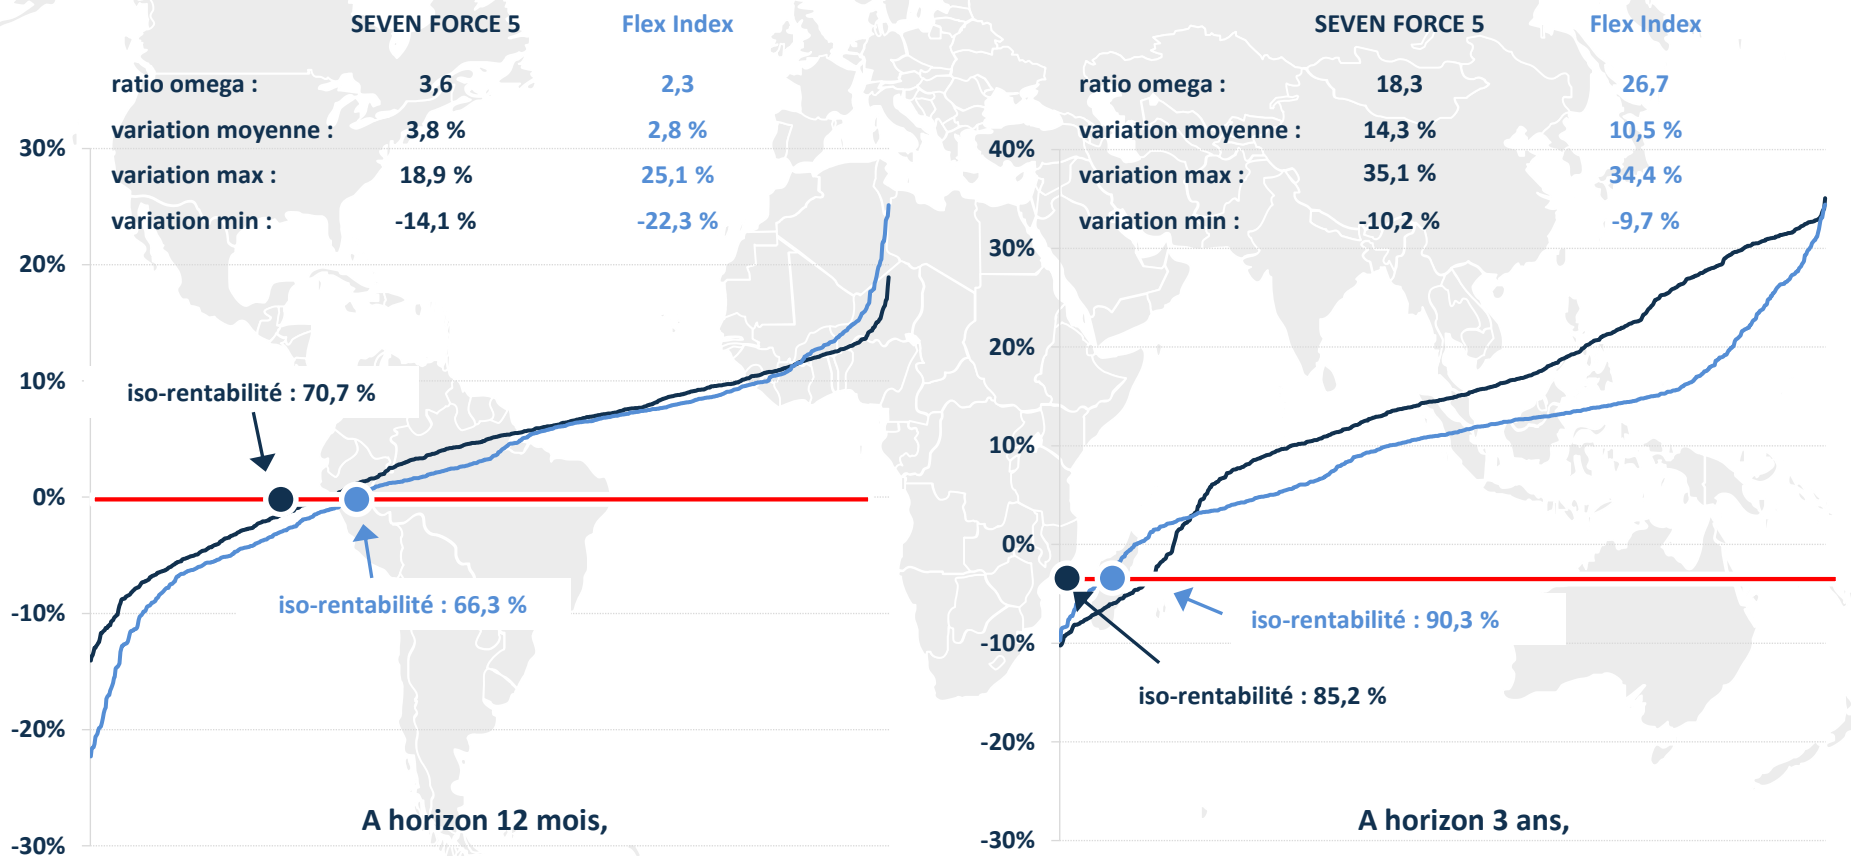 SEVEN FORCE 5 Flex Index
ratio omega : 3,6 2,3
variation moyenne : 3,8 % 2,8 %
variation max : 18,9 % 25,1 %
variation min : -14,1 % -22,3 %
30%
20%
10%
0%
-10%
-20%
-30%
iso-rentabilité : 70,7 %
iso-rentabilité : 66,3 %
A horizon 12 mois,
SEVEN FORCE 5 Flex Index
ratio omega : 18,3 26,7
variation moyenne : 14,3 % 10,5 %
variation max : 35,1 % 34,4 %
variation min : -10,2 % -9,7 %
40%
30%
20%
10%
0%
-10%
-20%
-30%
iso-rentabilité : 90,3 %
iso-rentabilité : 85,2 %
A horizon 3 ans,